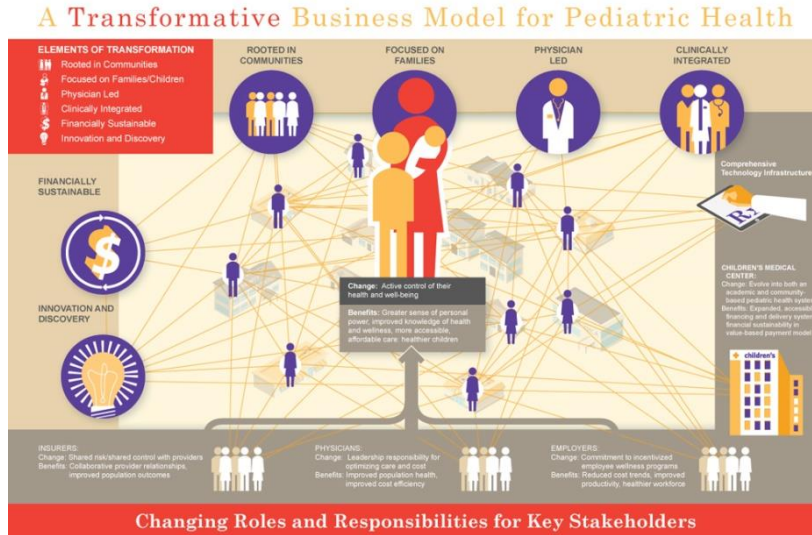 A Transformative Business Model for Pediatric Health
ELEMENTS OF TRANSFORMATION
Rooted in Communities
Focused on Families/Children
Physician Led
Clinically Integrated
Financially Sustainable
Innovation and Discovery
ROOTED IN
COMMUNITIES
FOCUSED ON
FAMILIES
PHYSICIAN
LED
CLINICALLY
INTEGRATED
FINANCIALLY
SUSTAINABLE
$
INNOVATION AND
DISCOVERY
Comprehensive
Technology Infrastructure
Rx
Change: Active control of their
health and well-being
Benefits: Greater sense of personal
power, improved knowledge of health
and wellness, more accessible,
affordable care: healthier children
CHILDREN'S MEDICAL
CENTER:
Change: Evolve into both an
academic and community-
based pediatric health system
Benefits: Expanded, accessible
financing and delivery system
financial sustainability in
value-based payment model
children's
INSURERS:
Change: Shared risk/shared control with providers
Benefits: Collaborative provider relationships,
improved population outcomes
PHYSICIANS:
Change: Leadership responsibility for
optimizing care and cost
Benefits: Improved population health,
improved cost efficiency
EMPLOYERS:
Change: Commitment to incentivized
employee wellness programs
Benefits: Reduced cost trends, improved
productivity, healthier workforce
Changing Roles and Responsibilities for Key Stakeholders